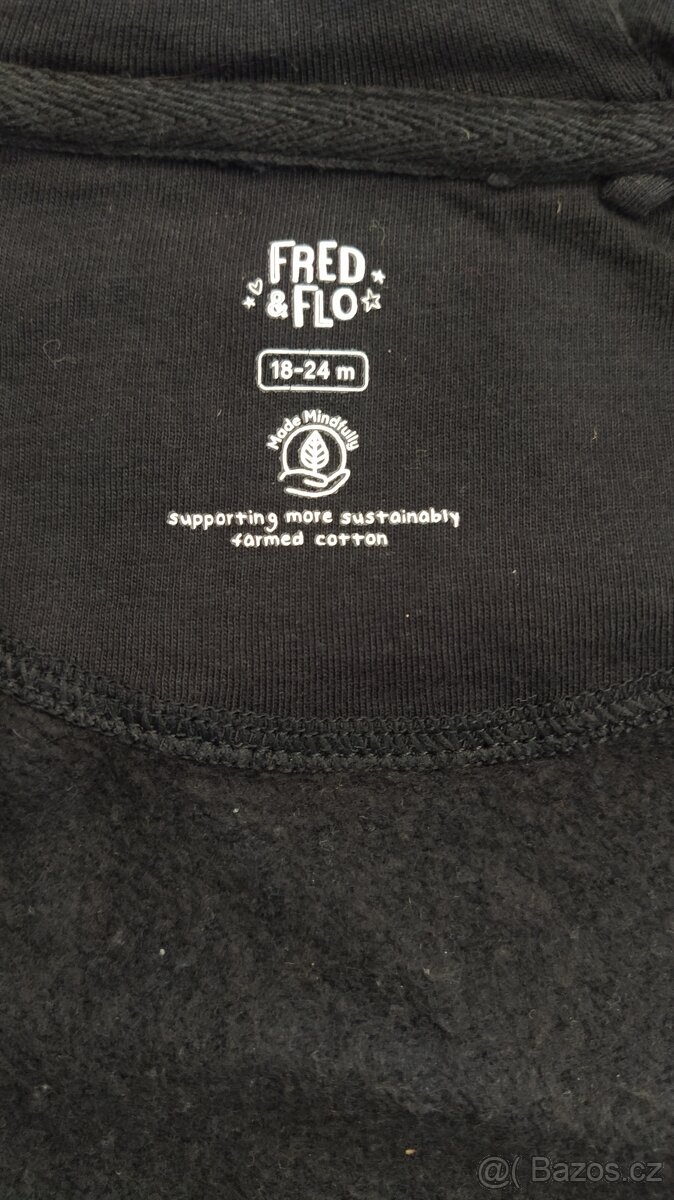 FRED
& FLO
18-24 m
Made Mindfully
supporting more sustainably
farmed cotton
@( Bazos.cz